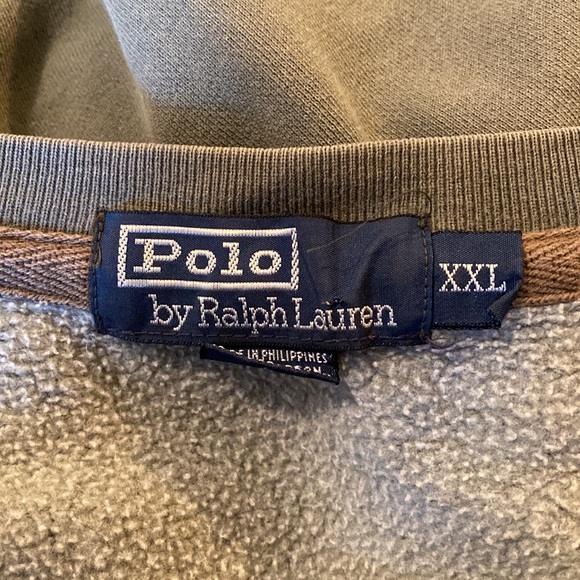 Polo
by Ralph Lauren
XXL
IN PHILIPPINES